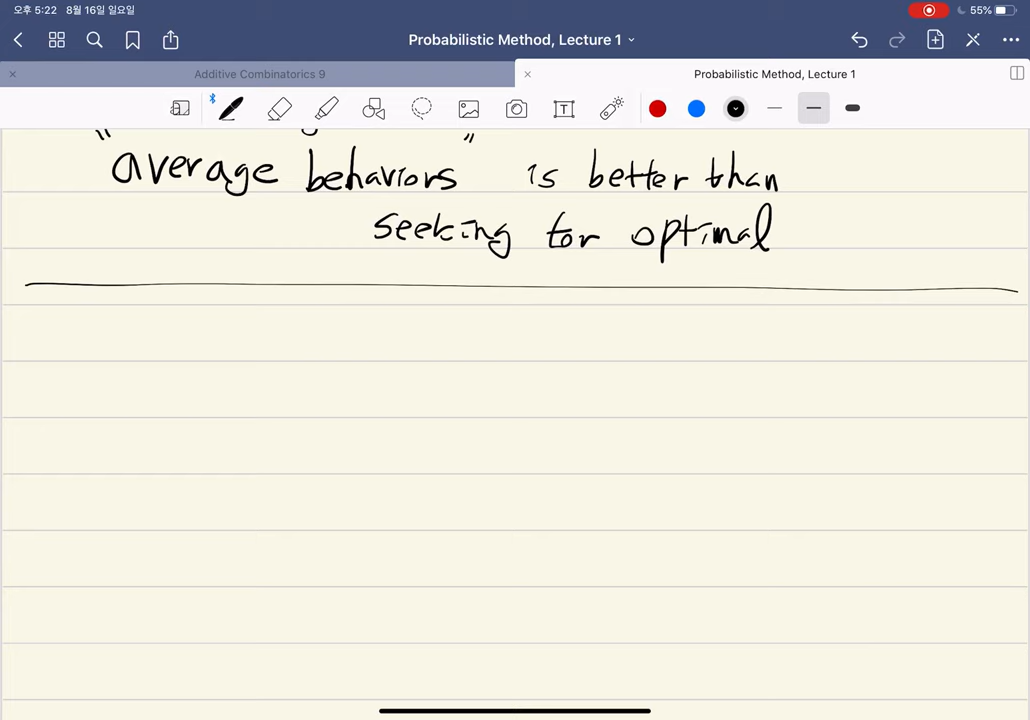 오후 5:22 8월 16일 일요일 55%
Probabilistic Method, Lecture 1
Additive Combinatorics 9
Probabilistic Method, Lecture 1
T
"average behaviors" is better than
seeking for optimal